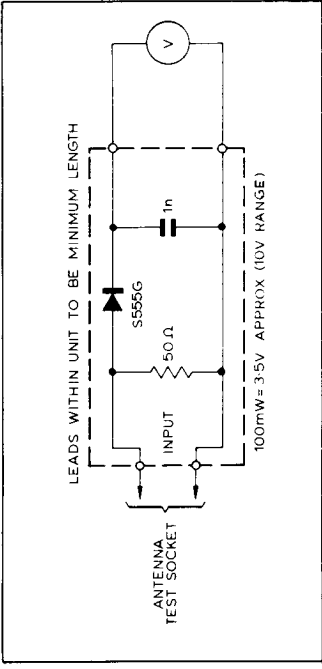 LEADS WITHIN UNIT TO BE MINIMUM LENGTH
S555G
V
1n
50Ω
INPUT
ANTENNA
TEST SOCKET
100mW = 3·5V APPROX (10V RANGE)